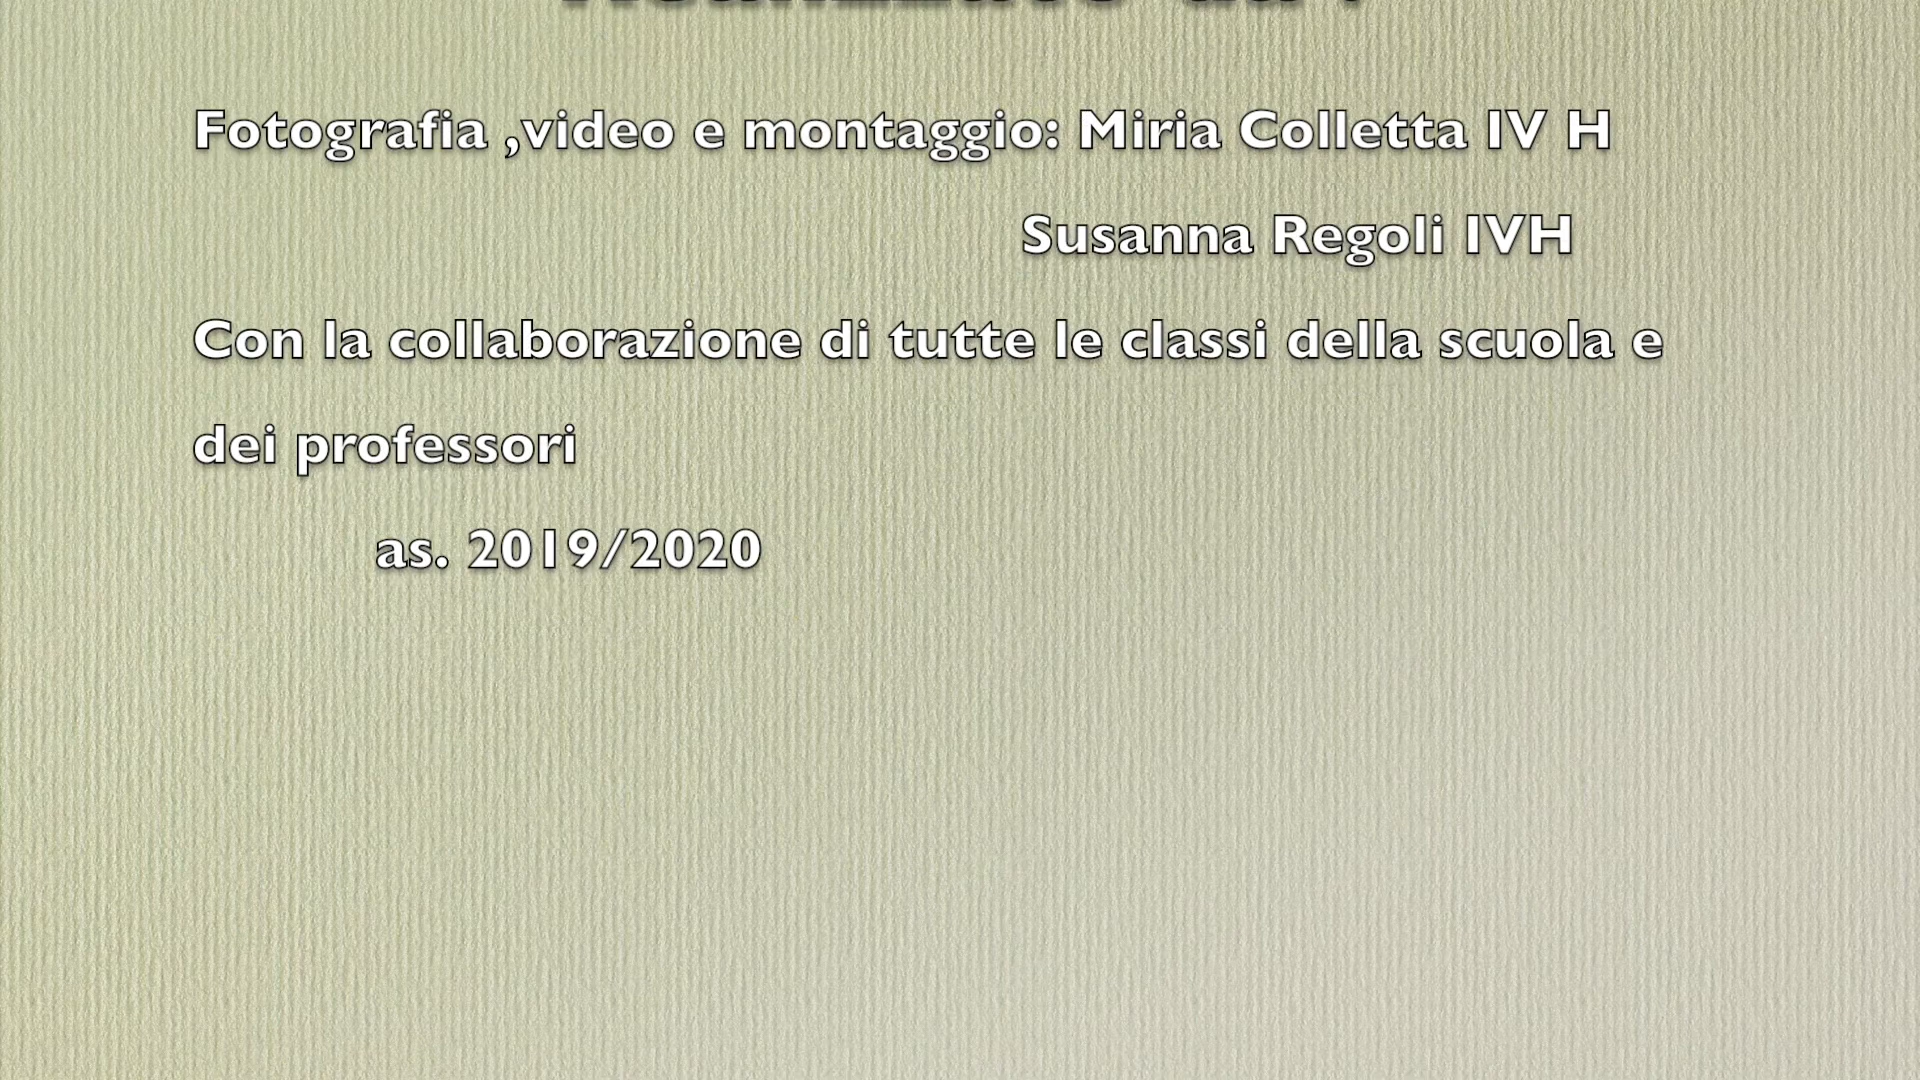 Fotografia ,video e montaggio: Miria Colletta IV H
Susanna Regoli IVH
Con la collaborazione di tutte le classi della scuola e
dei professori
as. 2019/2020